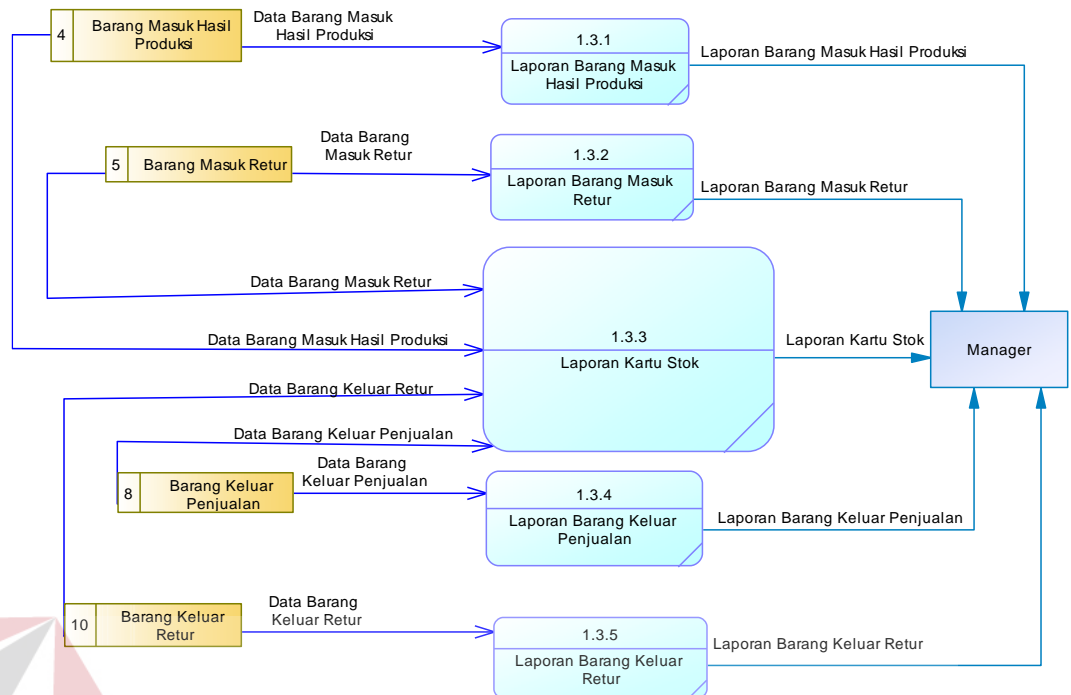 4
Barang Masuk Hasil
Produksi
Data Barang Masuk
Hasil Produksi
1.3.1
Laporan Barang Masuk
Hasil Produksi
Laporan Barang Masuk Hasil Produksi
5
Barang Masuk Retur
Data Barang
Masuk Retur
1.3.2
Laporan Barang Masuk
Retur
Laporan Barang Masuk Retur
Data Barang Masuk Retur
Data Barang Masuk Hasil Produksi
Data Barang Keluar Retur
Data Barang Keluar Penjualan
1.3.3
Laporan Kartu Stok
Laporan Kartu Stok
Manager
8
Barang Keluar
Penjualan
Data Barang
Keluar Penjualan
1.3.4
Laporan Barang Keluar
Penjualan
Laporan Barang Keluar Penjualan
10
Barang Keluar
Retur
Data Barang
Keluar Retur
1.3.5
Laporan Barang Keluar
Retur
Laporan Barang Keluar Retur